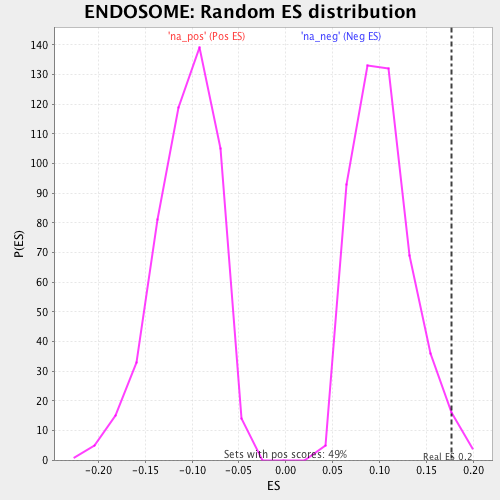 ENDOSOME: Random ES distribution
'na_pos' (Pos ES) 'na_neg' (Neg ES)
140
130
120
110
100
90
80
70
60
50
40
30
20
10
0
P(ES)
Sets with pos scores: 49%
Real ES 0.2
-0.20 -0.15 -0.10 -0.05 0.00 0.05 0.10 0.15 0.20
ES